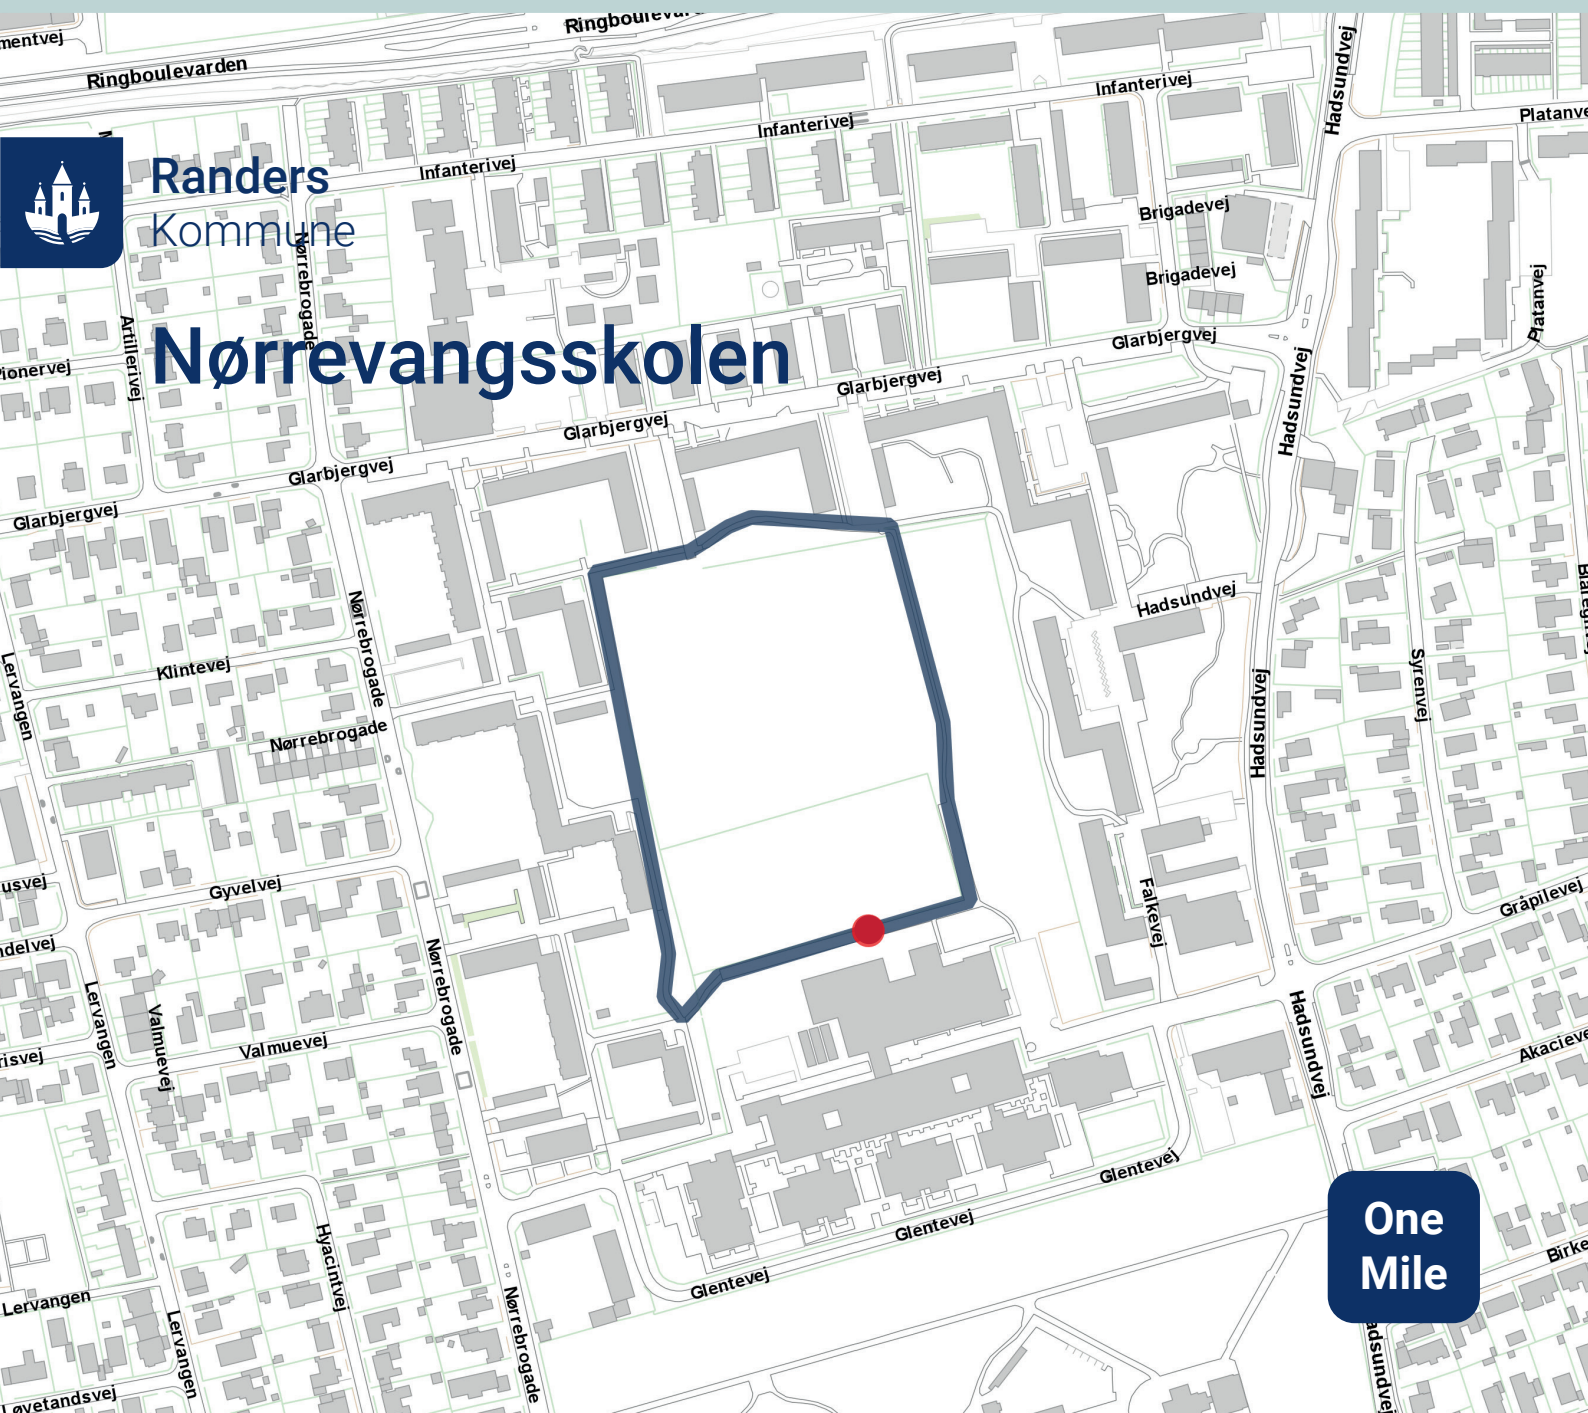 Ringboulevarden
Hadsundvej
Ringboulevarden
Infanterivej
Infanterivej
Infanterivej
Randers
Kommune
Brigadevej
Brigadevej
Nørrebrogade
Platanvej
Artillerivej
Nørrevangsskolen
Glarbjergvej
Hadsundvej
Glarbjergvej
Glarbjergvej
Glarbjergvej
Glarbjergvej
Hadsundvej
Nørrebrogade
Klintevej
Lervangen
Syrenvej
Hadsundvej
Nørrebrogade
Gyvelvej
Gråpilevej
Falkevej
Nørrebrogade
Lervangen
Valmuevej
Valmuevej
Hadsundvej
Glentevej
Glentevej
Glentevej
Hyacintvej
One
Mile
Lervangen
Lervangen
Nørrebrogade